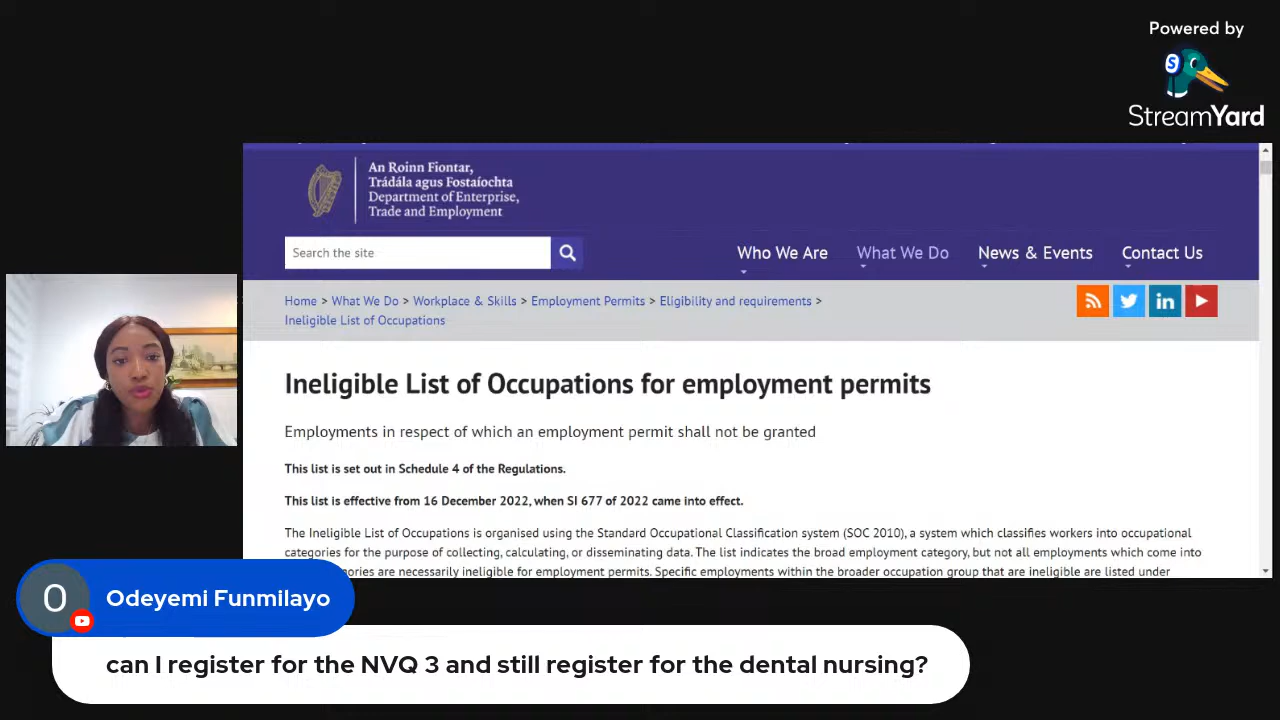 Powered by
StreamYard
An Roinn Fiontar,
Trádála agus Fostaíochta
Department of Enterprise,
Trade and Employment
Search the site
Who We Are
What We Do
News & Events
Contact Us
Home > What We Do > Workplace & Skills > Employment Permits > Eligibility and requirements >
Ineligible List of Occupations
Ineligible List of Occupations for employment permits
Employments in respect of which an employment permit shall not be granted
This list is set out in Schedule 4 of the Regulations.
This list is effective from 16 December 2022, when SI 677 of 2022 came into effect.
The Ineligible List of Occupations is organised using the Standard Occupational Classification system (SOC 2010), a system which classifies workers into occupational
categories for the purpose of collecting, calculating, or disseminating data. The list indicates the broad employment category, but not all employments which come into
are necessarily ineligible for employment permits. Specific employments within the broader occupation group that are ineligible are listed under
O
Odeyemi Funmilayo
can I register for the NVQ 3 and still register for the dental nursing?